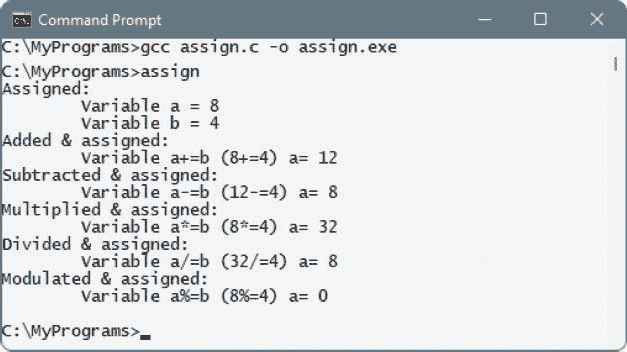 Command Prompt
C:\MyPrograms>gcc assign.c -o assign.exe
C:\MyPrograms>assign
Assigned:
        Variable a = 8
        Variable b = 4
Added & assigned:
        Variable a+=b (8+=4) a= 12
Subtracted & assigned:
        Variable a-=b (12-=4) a= 8
Multiplied & assigned:
        Variable a*=b (8*=4) a= 32
Divided & assigned:
        Variable a/=b (32/=4) a= 8
Modulated & assigned:
        Variable a%=b (8%=4) a= 0
C:\MyPrograms>_